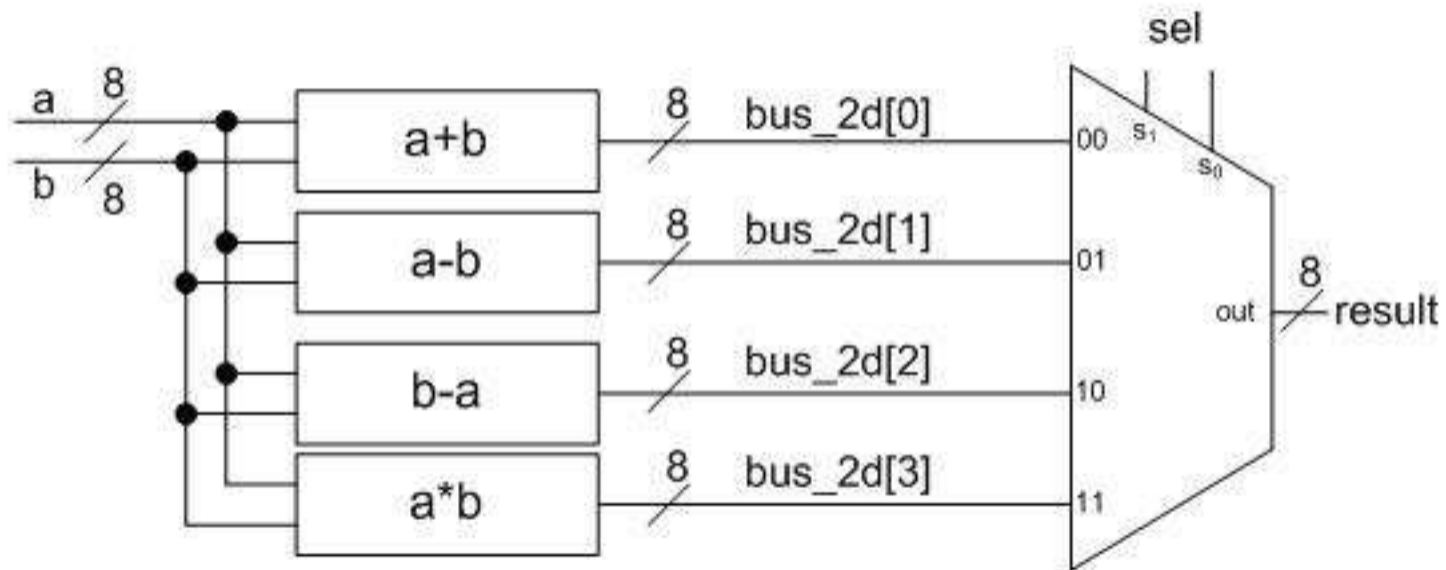 sel
a
8
b
8
a+b
8
bus_2d[0]
00
s₁
s₀
a-b
8
bus_2d[1]
01
8
out
result
b-a
8
bus_2d[2]
10
a*b
8
bus_2d[3]
11